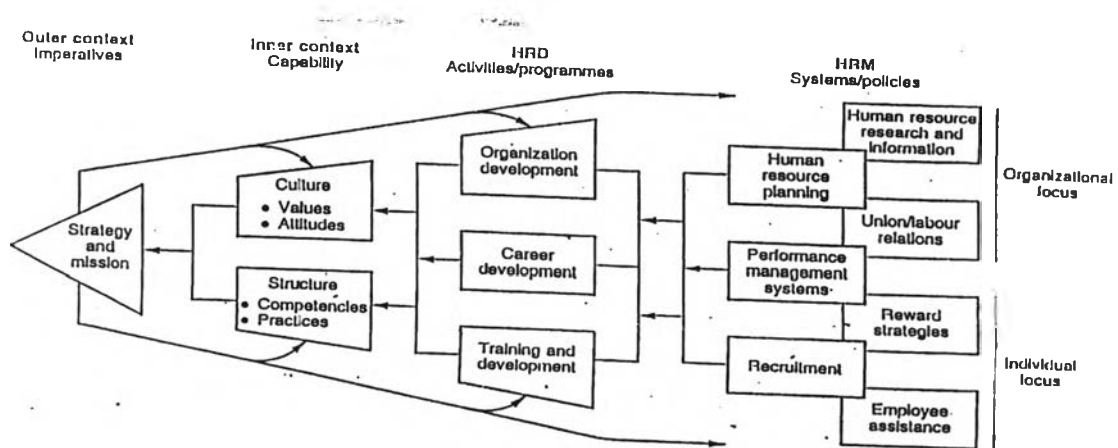 Outer context
Imperatives
Inner context
Capability
HRD
Activities/programmes
HRM
Systems/policies
Strategy
and
mission
Culture
• Values
• Attitudes
Structure
• Competencies
• Practices
Organization
development
Career
development
Training and
development
Human
resource
planning
Performance
management
systems
Recruitment
Human resource
research and
information
Union/labour
relations
Reward
strategies
Employee
assistance
Organizational
locus
Individual
locus